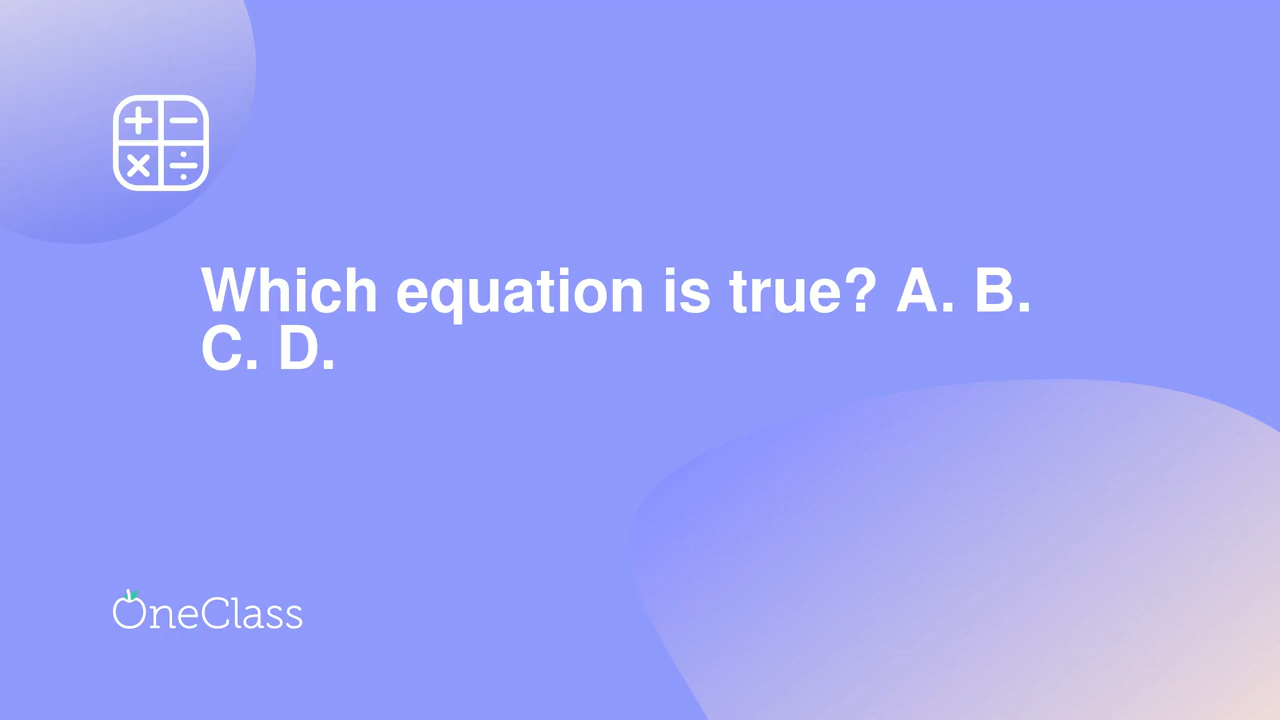 Which equation is true? A. B.
C. D.
OneClass